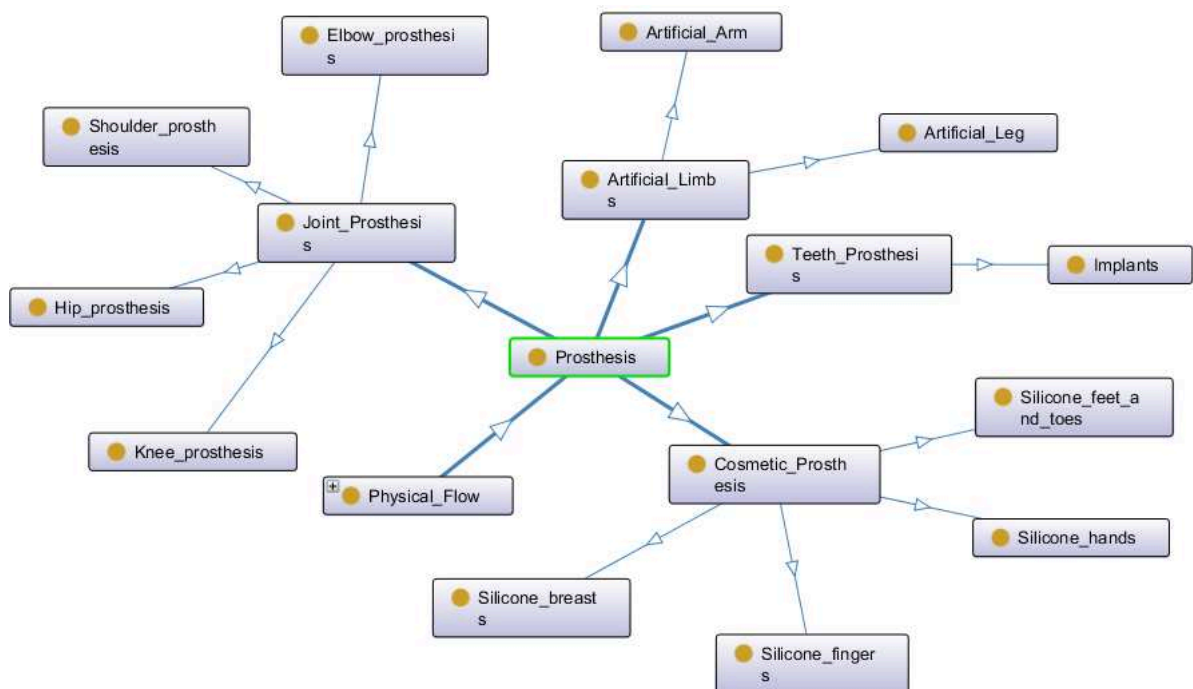 Elbow_prosthesi
s
Artificial_Arm
Shoulder_prosth
esis
Artificial_Leg
Artificial_Limb
s
Joint_Prosthesi
s
Teeth_Prosthesi
s
Implants
Hip_prosthesis
Prosthesis
Silicone_feet_a
nd_toes
Knee_prosthesis
Cosmetic_Prosth
esis
Physical_Flow
Silicone_hands
Silicone_breast
s
Silicone_finger
s